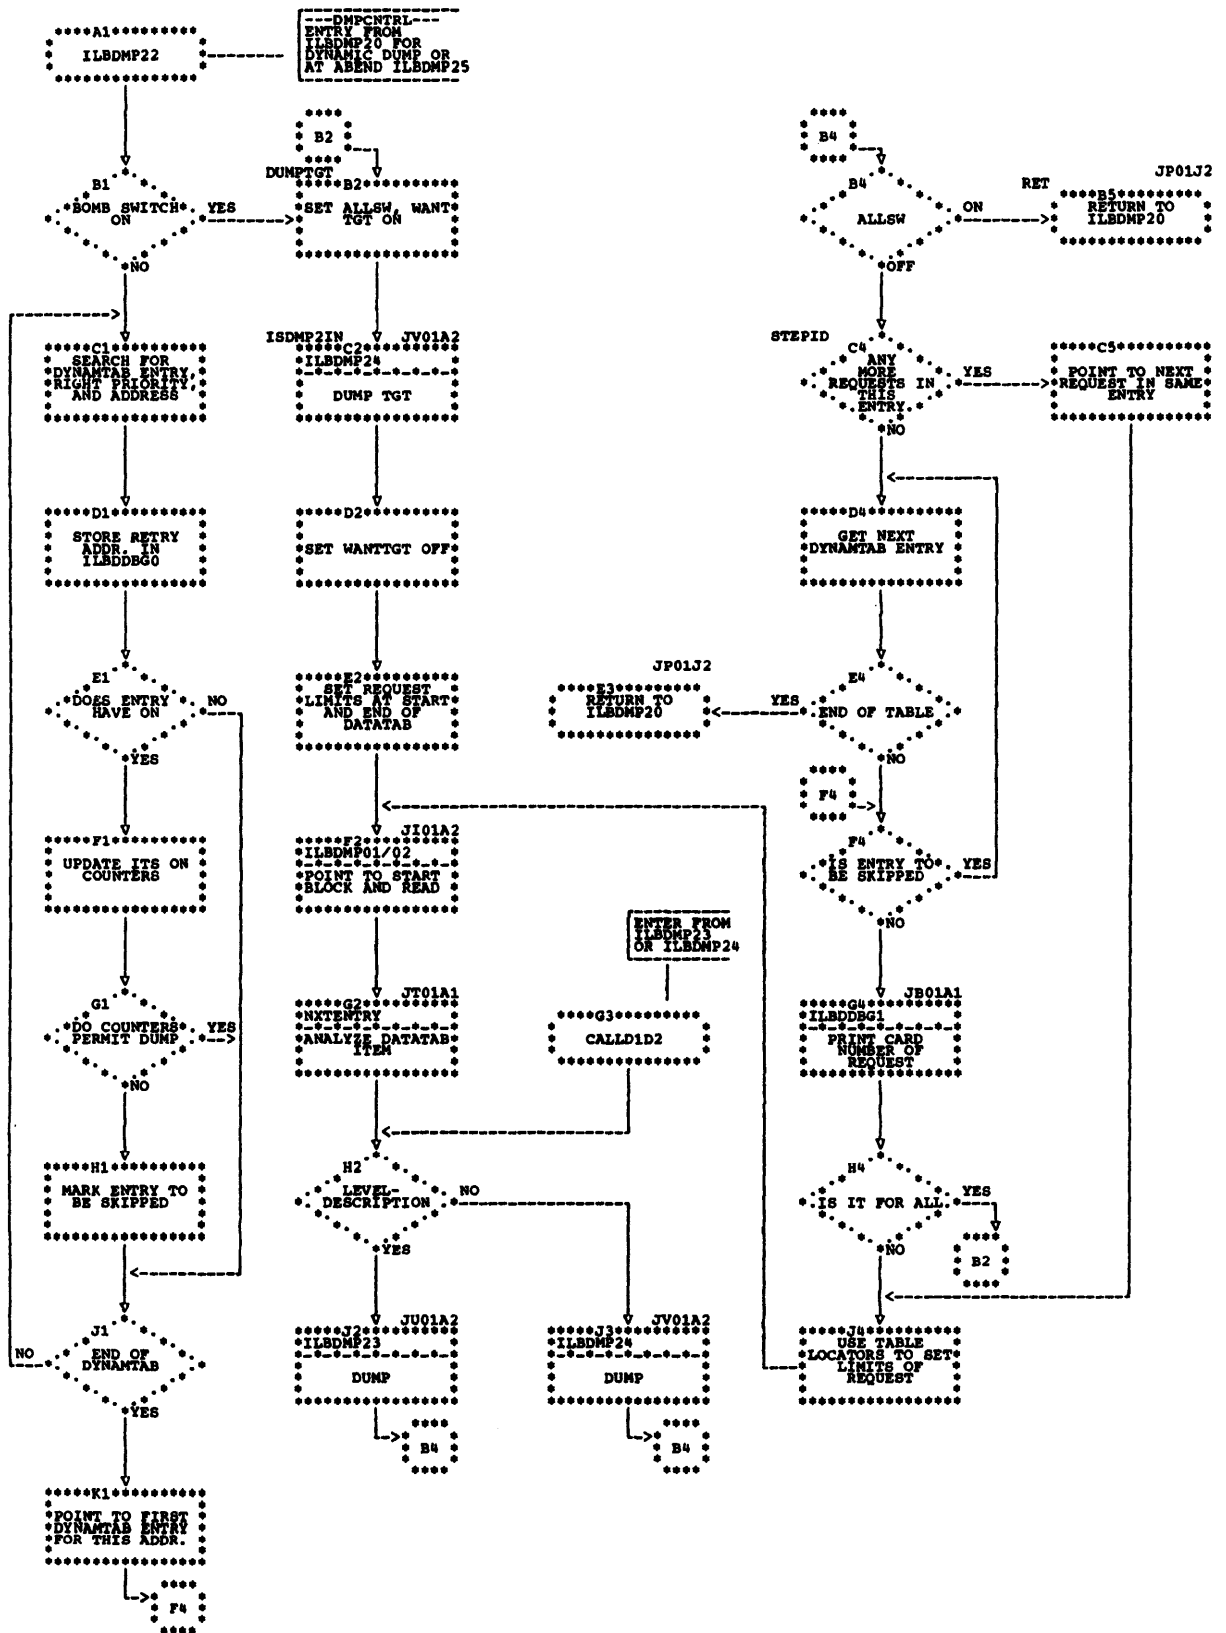 A1
ILBDMP22
---DMPCNTRL---
ENTRY FROM
ILBDMP20 FOR
DYNAMIC DUMP OR
AT ABEND ILBDMP25
B1
BOMB SWITCH
ON
YES
NO
C1
SEARCH FOR
DYNAMTAB ENTRY,
RIGHT PRIORITY,
AND ADDRESS
D1
STORE RETRY
ADDR. IN
ILBDDBG0
E1
DOES ENTRY
HAVE ON
NO
YES
F1
UPDATE ITS ON
COUNTERS
G1
DO COUNTERS
PERMIT DUMP
YES
NO
H1
MARK ENTRY TO
BE SKIPPED
J1
END OF
DYNAMTAB
NO
YES
K1
POINT TO FIRST
DYNAMTAB ENTRY
FOR THIS ADDR.
F4
B2
DUMPTGT
B2
SET ALLSW, WANT
TGT ON
ISDMP2IN
JV01A2
C2
ILBDMP24
DUMP TGT
D2
SET WANTTGT OFF
E2
SET REQUEST
LIMITS AT START
AND END OF
DATATAB
JI01A2
F2
ILBDMP01/02
POINT TO START
BLOCK AND READ
JT01A1
G2
NXTENTRY
ANALYZE DATATAB
ITEM
H2
LEVEL-
DESCRIPTION
NO
YES
JU01A2
J2
ILBDMP23
DUMP
B4
JP01J2
E3
RETURN TO
ILBDMP20
ENTER FROM
ILBDMP23
OR ILBDMP24
G3
CALLD1D2
JV01A2
J3
ILBDMP24
DUMP
B4
B4
B4
ALLSW
ON
OFF
RET
JP01J2
B5
RETURN TO
ILBDMP20
STEPID
C4
ANY
MORE
REQUESTS IN
THIS
ENTRY
YES
NO
C5
POINT TO NEXT
REQUEST IN SAME
ENTRY
D4
GET NEXT
DYNAMTAB ENTRY
E4
END OF TABLE
YES
NO
F4
F4
IS ENTRY TO
BE SKIPPED
YES
NO
JB01A1
G4
ILBDDBG1
PRINT CARD
NUMBER OF
REQUEST
H4
IS IT FOR ALL
YES
NO
B2
J4
USE TABLE
LOCATORS TO SET
LIMITS OF
REQUEST